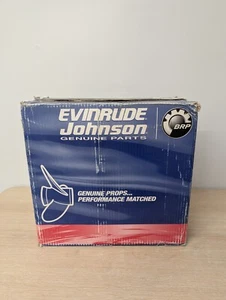 EVINRUDE
Johnson
GENUINE PARTS
BRP
GENUINE PROPS...
PERFORMANCE MATCHED